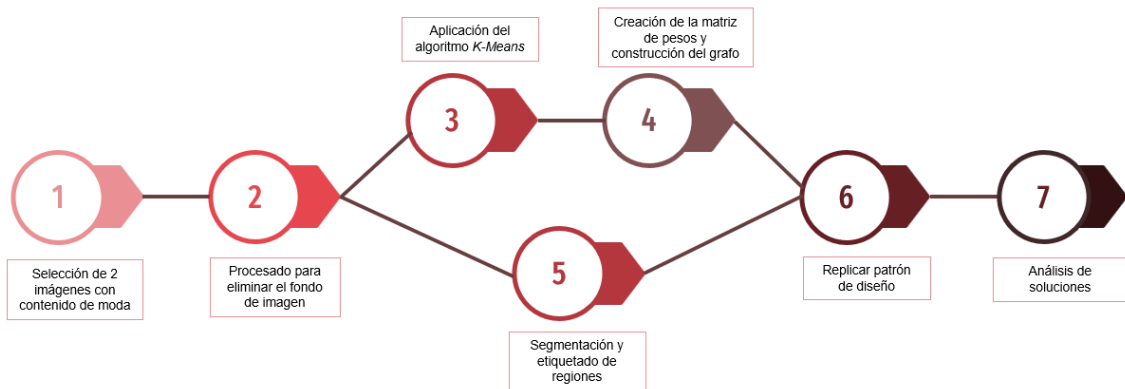 Aplicación del
algoritmo K-Means
Creación de la matriz
de pesos y
construcción del grafo
3
4
1
2
6
7
5
Selección de 2
imágenes con
contenido de moda
Procesado para
eliminar el fondo
de imagen
Replicar patrón
de diseño
Análisis de
soluciones
Segmentación y
etiquetado de
regiones